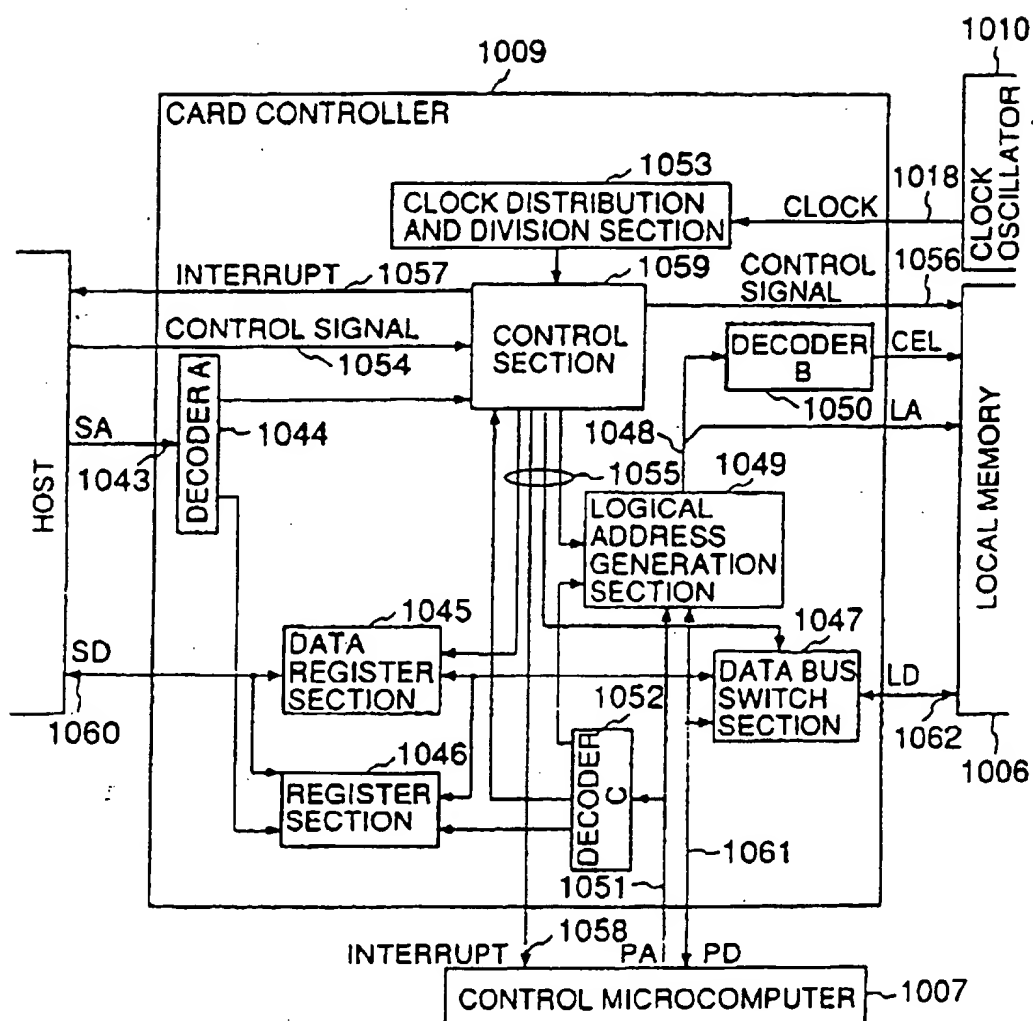 1010
1009
CARD CONTROLLER
CLOCK
OSCILLATOR
1053
1018
CLOCK DISTRIBUTION
AND DIVISION SECTION
CLOCK
INTERRUPT
1057
1059
CONTROL
SIGNAL
1056
CONTROL SIGNAL
1054
CONTROL
SECTION
DECODER
B
CEL
1050
LA
DECODER A
1044
SA
1043
1048
1055
1049
LOGICAL
ADDRESS
GENERATION
SECTION
HOST
LOCAL MEMORY
1045
1047
SD
DATA
REGISTER
SECTION
DATA BUS
SWITCH
SECTION
LD
1052
1060
1062
1006
1046
REGISTER
SECTION
DECODER
C
1061
1051
1058
INTERRUPT
PA
PD
CONTROL MICROCOMPUTER
1007